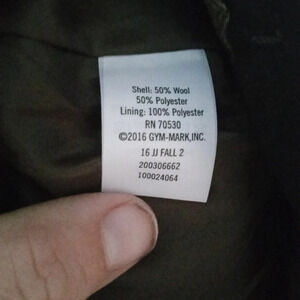 Shell: 50% Wool
50% Polyester
Lining: 100% Polyester
RN 70530
©2016 GYM-MARK,INC.
16 JJ FALL 2
200306662
100024064